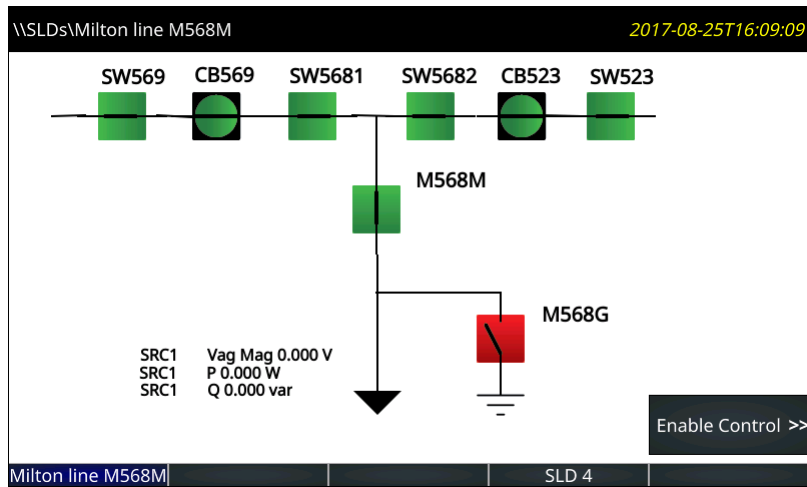 \\SLDs\Milton line M568M 2017-08-25T16:09:09
SW569 CB569 SW5681 SW5682 CB523 SW523
M568M
M568G
SRC1 Vag Mag 0.000 V
SRC1 P 0.000 W
SRC1 Q 0.000 var
Enable Control >>
Milton line M568M SLD 4